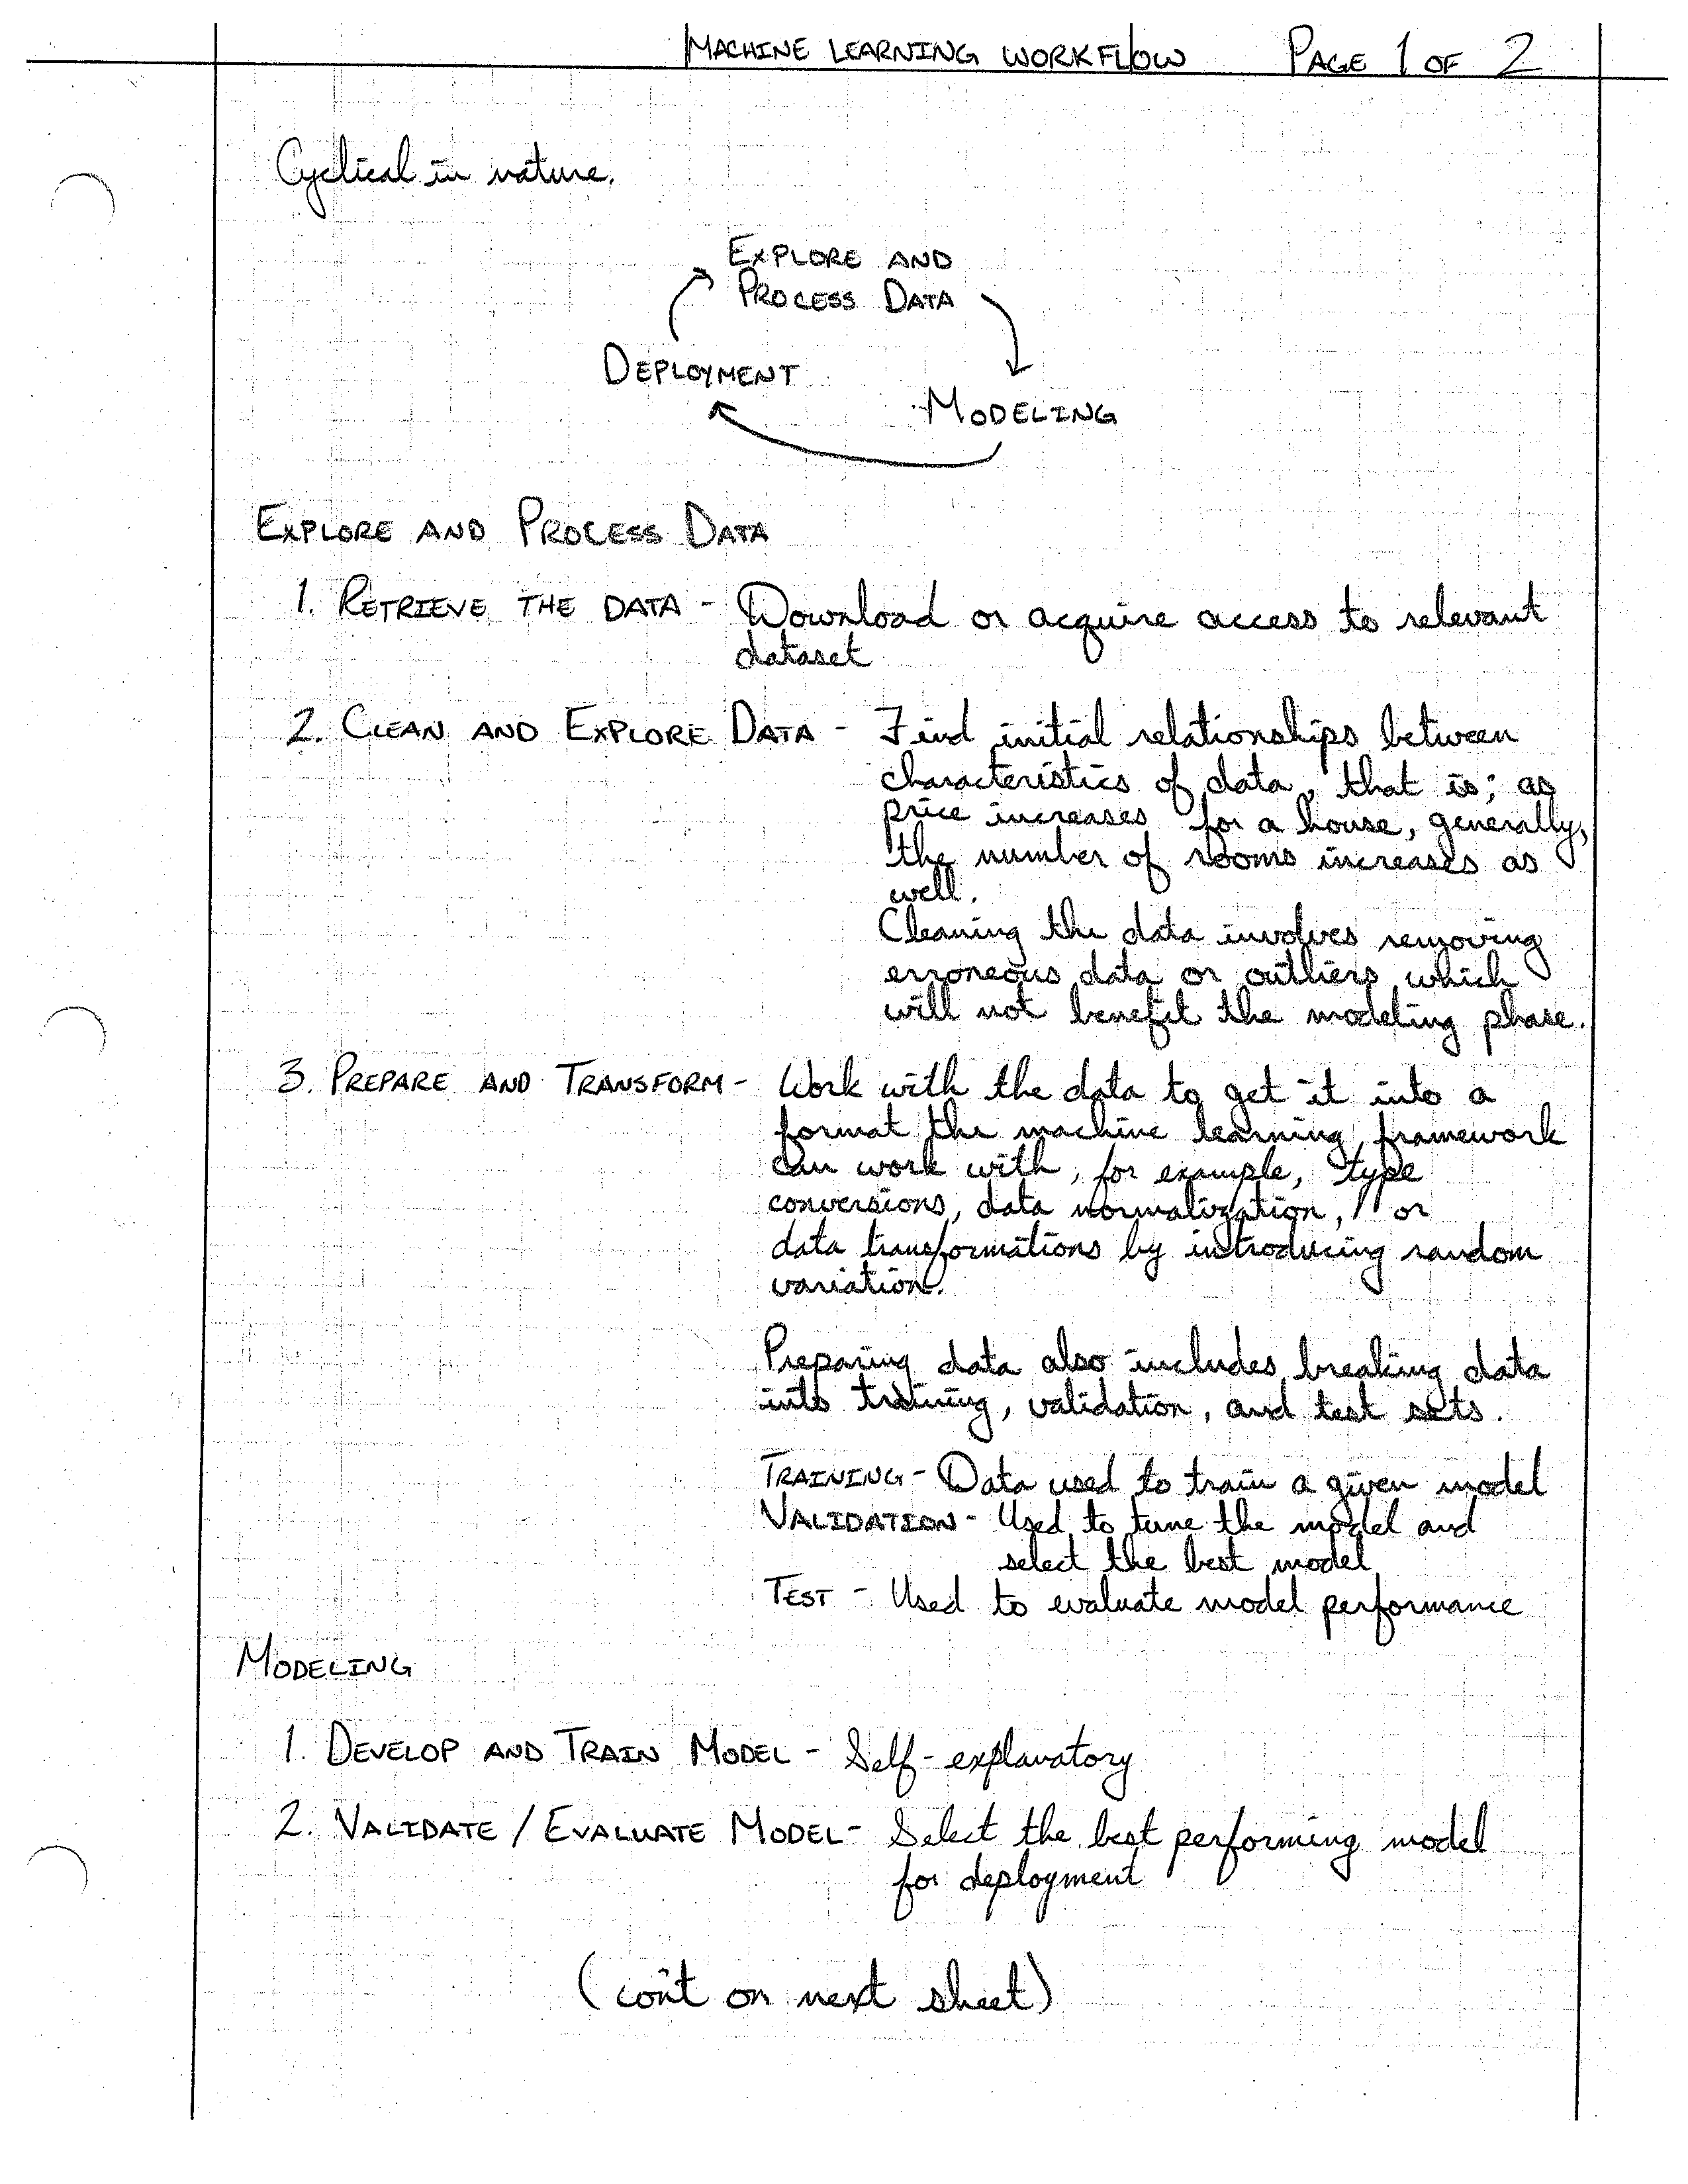 MACHINE LEARNING WORKFLOW PAGE 1 OF 2
Cyclical in nature.
EXPLORE AND
PROCESS DATA
DEPLOYMENT
MODELING
EXPLORE AND PROCESS DATA
1. RETRIEVE THE DATA - Download or acquire access to relevant
dataset
2. CLEAN AND EXPLORE DATA - Find initial relationships between
characteristics of data, that is; as
price increases for a house, generally,
the number of rooms increases as
well.
Cleaning the data involves removing
erroneous data or outliers which
will not benefit the modeling phase.
3. PREPARE AND TRANSFORM - Work with the data to get it into a
format the machine learning framework
can work with, for example, type
conversions, data normalization, or
data transformations by introducing random
variation.
Preparing data also includes breaking data
into training, validation, and test sets.
TRAINING - Data used to train a given model
VALIDATION - Used to tune the model and
select the best model
TEST - Used to evaluate model performance
MODELING
1. DEVELOP AND TRAIN MODEL - Self-explanatory
2. VALIDATE / EVALUATE MODEL - Select the best performing model
for deployment
(con't on next sheet)